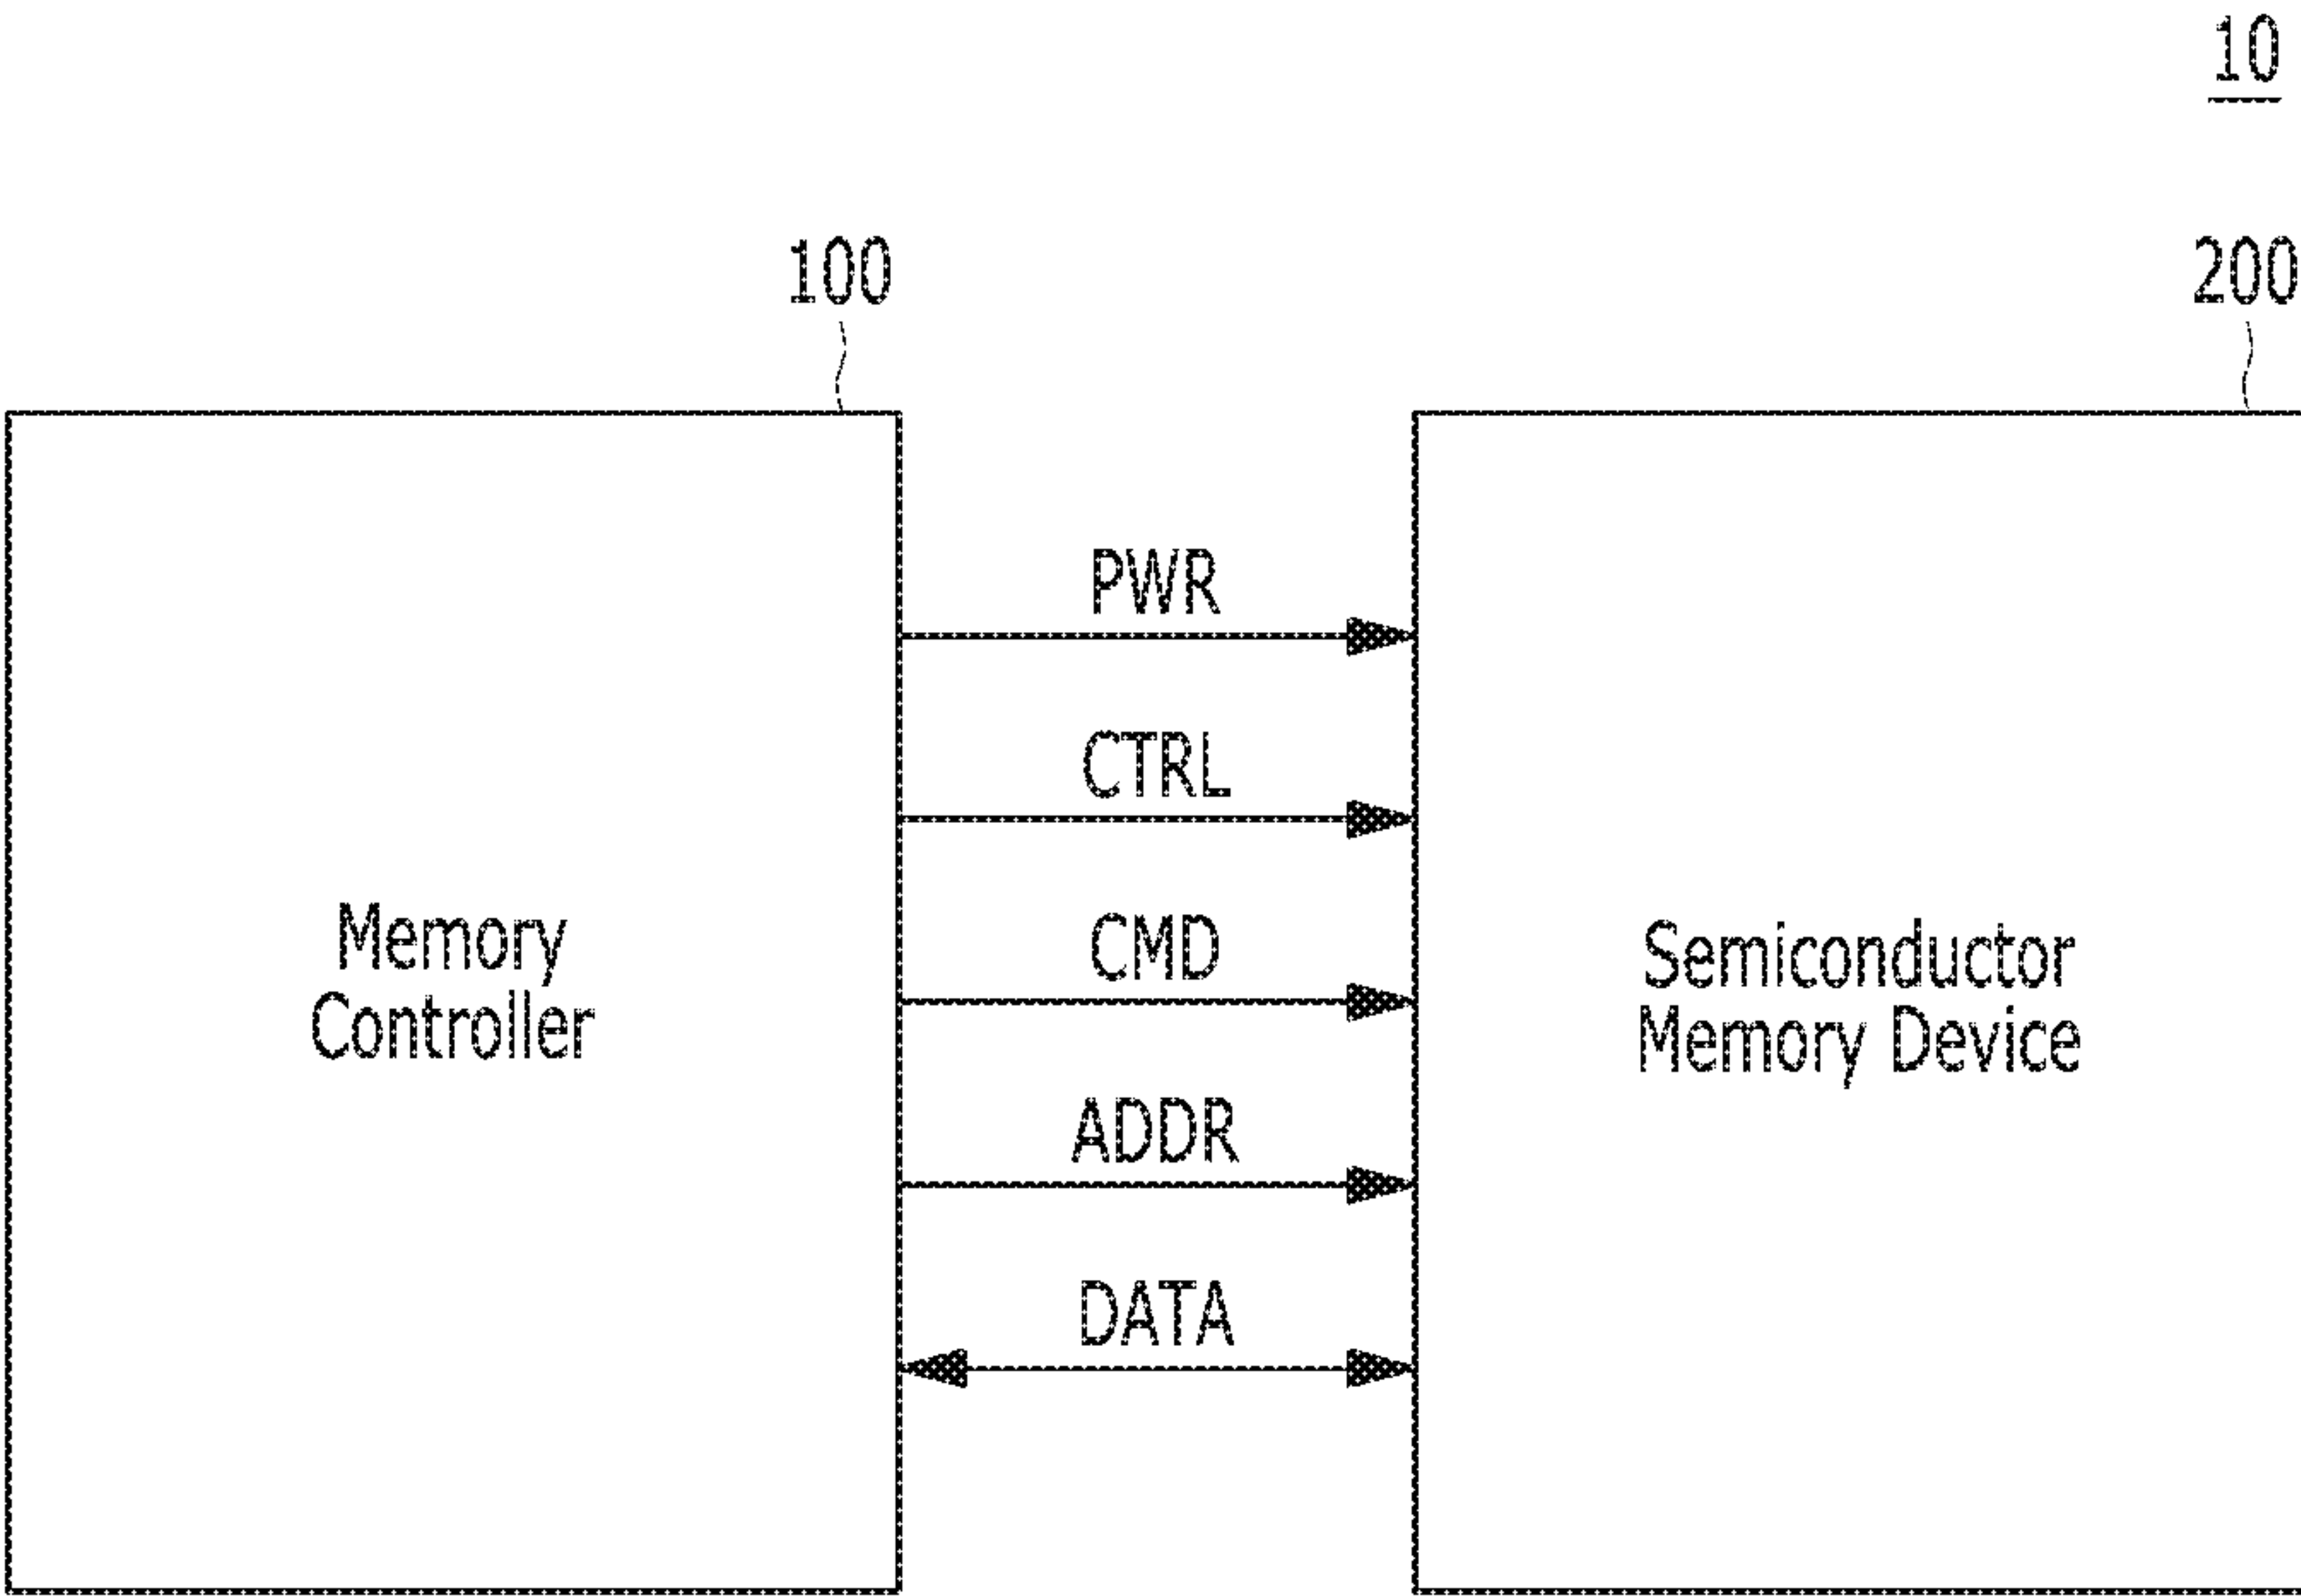 10
100
200
PWR
CTRL
CMD
ADDR
DATA
Memory
Controller
Semiconductor
Memory Device